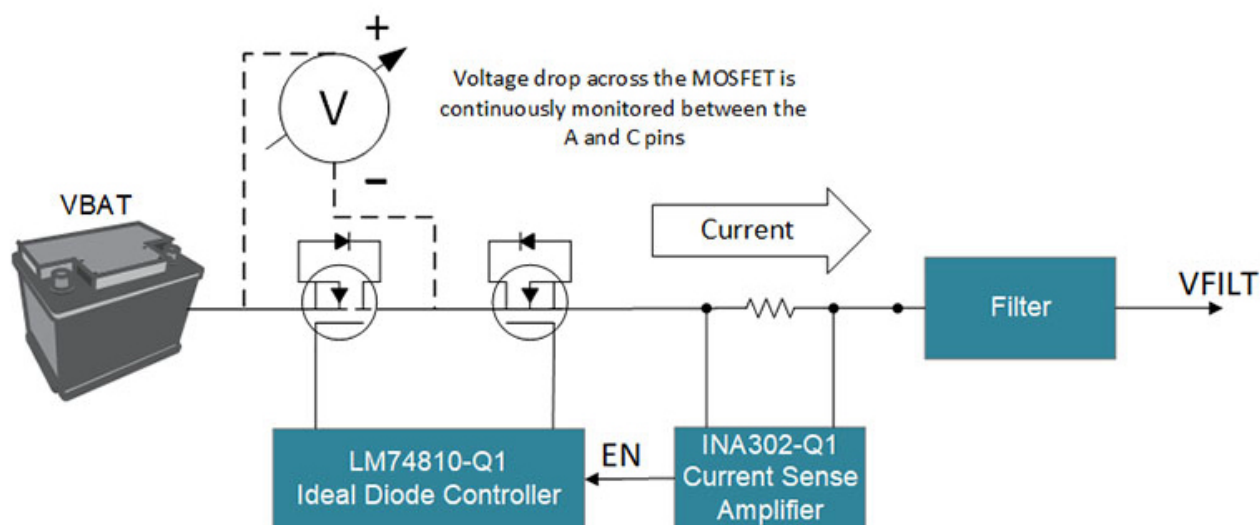 +
Voltage drop across the MOSFET is
continuously monitored between the
A and C pins
V
-
VBAT
Current
VFILT
Filter
LM74810-Q1
Ideal Diode Controller
EN
INA302-Q1
Current Sense
Amplifier